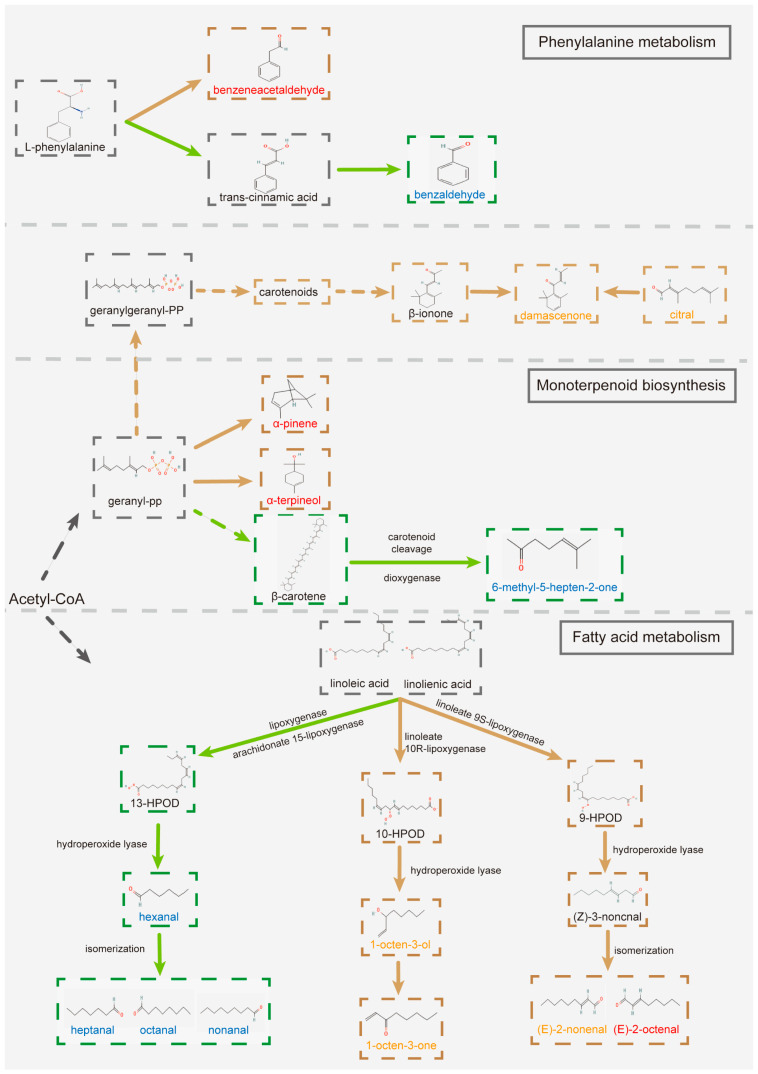 Phenylalanine metabolism
benzeneacetaldehyde
L-phenylalanine
trans-cinnamic acid
benzaldehyde
geranylgeranyl-PP
carotenoids
β-ionone
damascenone
citral
Monoterpenoid biosynthesis
α-pinene
geranyl-pp
α-terpineol
carotenoid
cleavage
dioxygenase
β-carotene
6-methyl-5-hepten-2-one
Acetyl-CoA
Fatty acid metabolism
linoleic acid
linolienic acid
lipoxygenase
arachidonate 15-lipoxygenase
linoleate
10R-lipoxygenase
linoleate 9S-lipoxygenase
13-HPOD
10-HPOD
9-HPOD
hydroperoxide lyase
hydroperoxide lyase
hydroperoxide lyase
hexanal
1-octen-3-ol
(Z)-3-noncnal
isomerization
isomerization
heptanal
octanal
nonanal
1-octen-3-one
(E)-2-nonenal
(E)-2-octenal